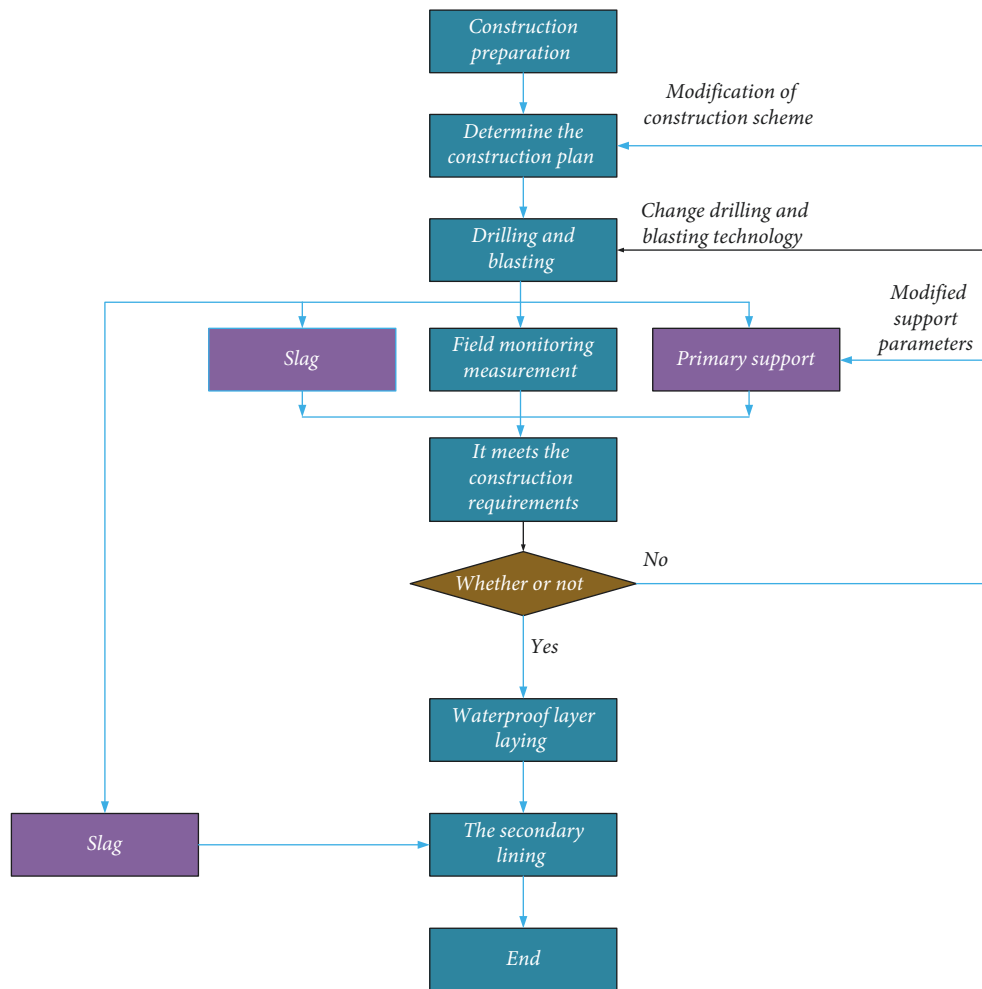 Construction
preparation
Modification of
construction scheme
Determine the
construction plan
Change drilling and
blasting technology
Drilling and
blasting
Modified
support
parameters
Slag
Field monitoring
measurement
Primary support
It meets the
construction
requirements
Whether or not
No
Yes
Waterproof layer
laying
Slag
The secondary
lining
End